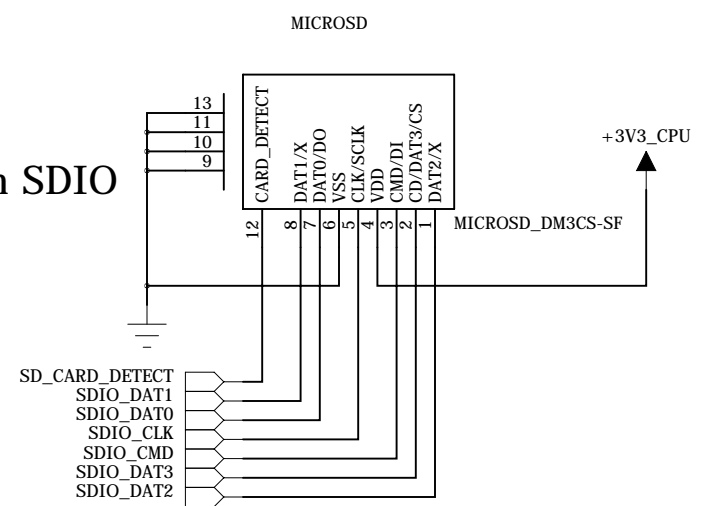 MICROSD
13
11
10
9
CARD_DETECT
DAT1/X
DAT0/DO
VSS
CLK/SCLK
VDD
CMD/DI
CD/DAT3/CS
DAT2/X
+3V3_CPU
n SDIO
12
8
7
6
5
4
3
2
1
MICROSD_DM3CS-SF
SD_CARD_DETECT
SDIO_DAT1
SDIO_DAT0
SDIO_CLK
SDIO_CMD
SDIO_DAT3
SDIO_DAT2